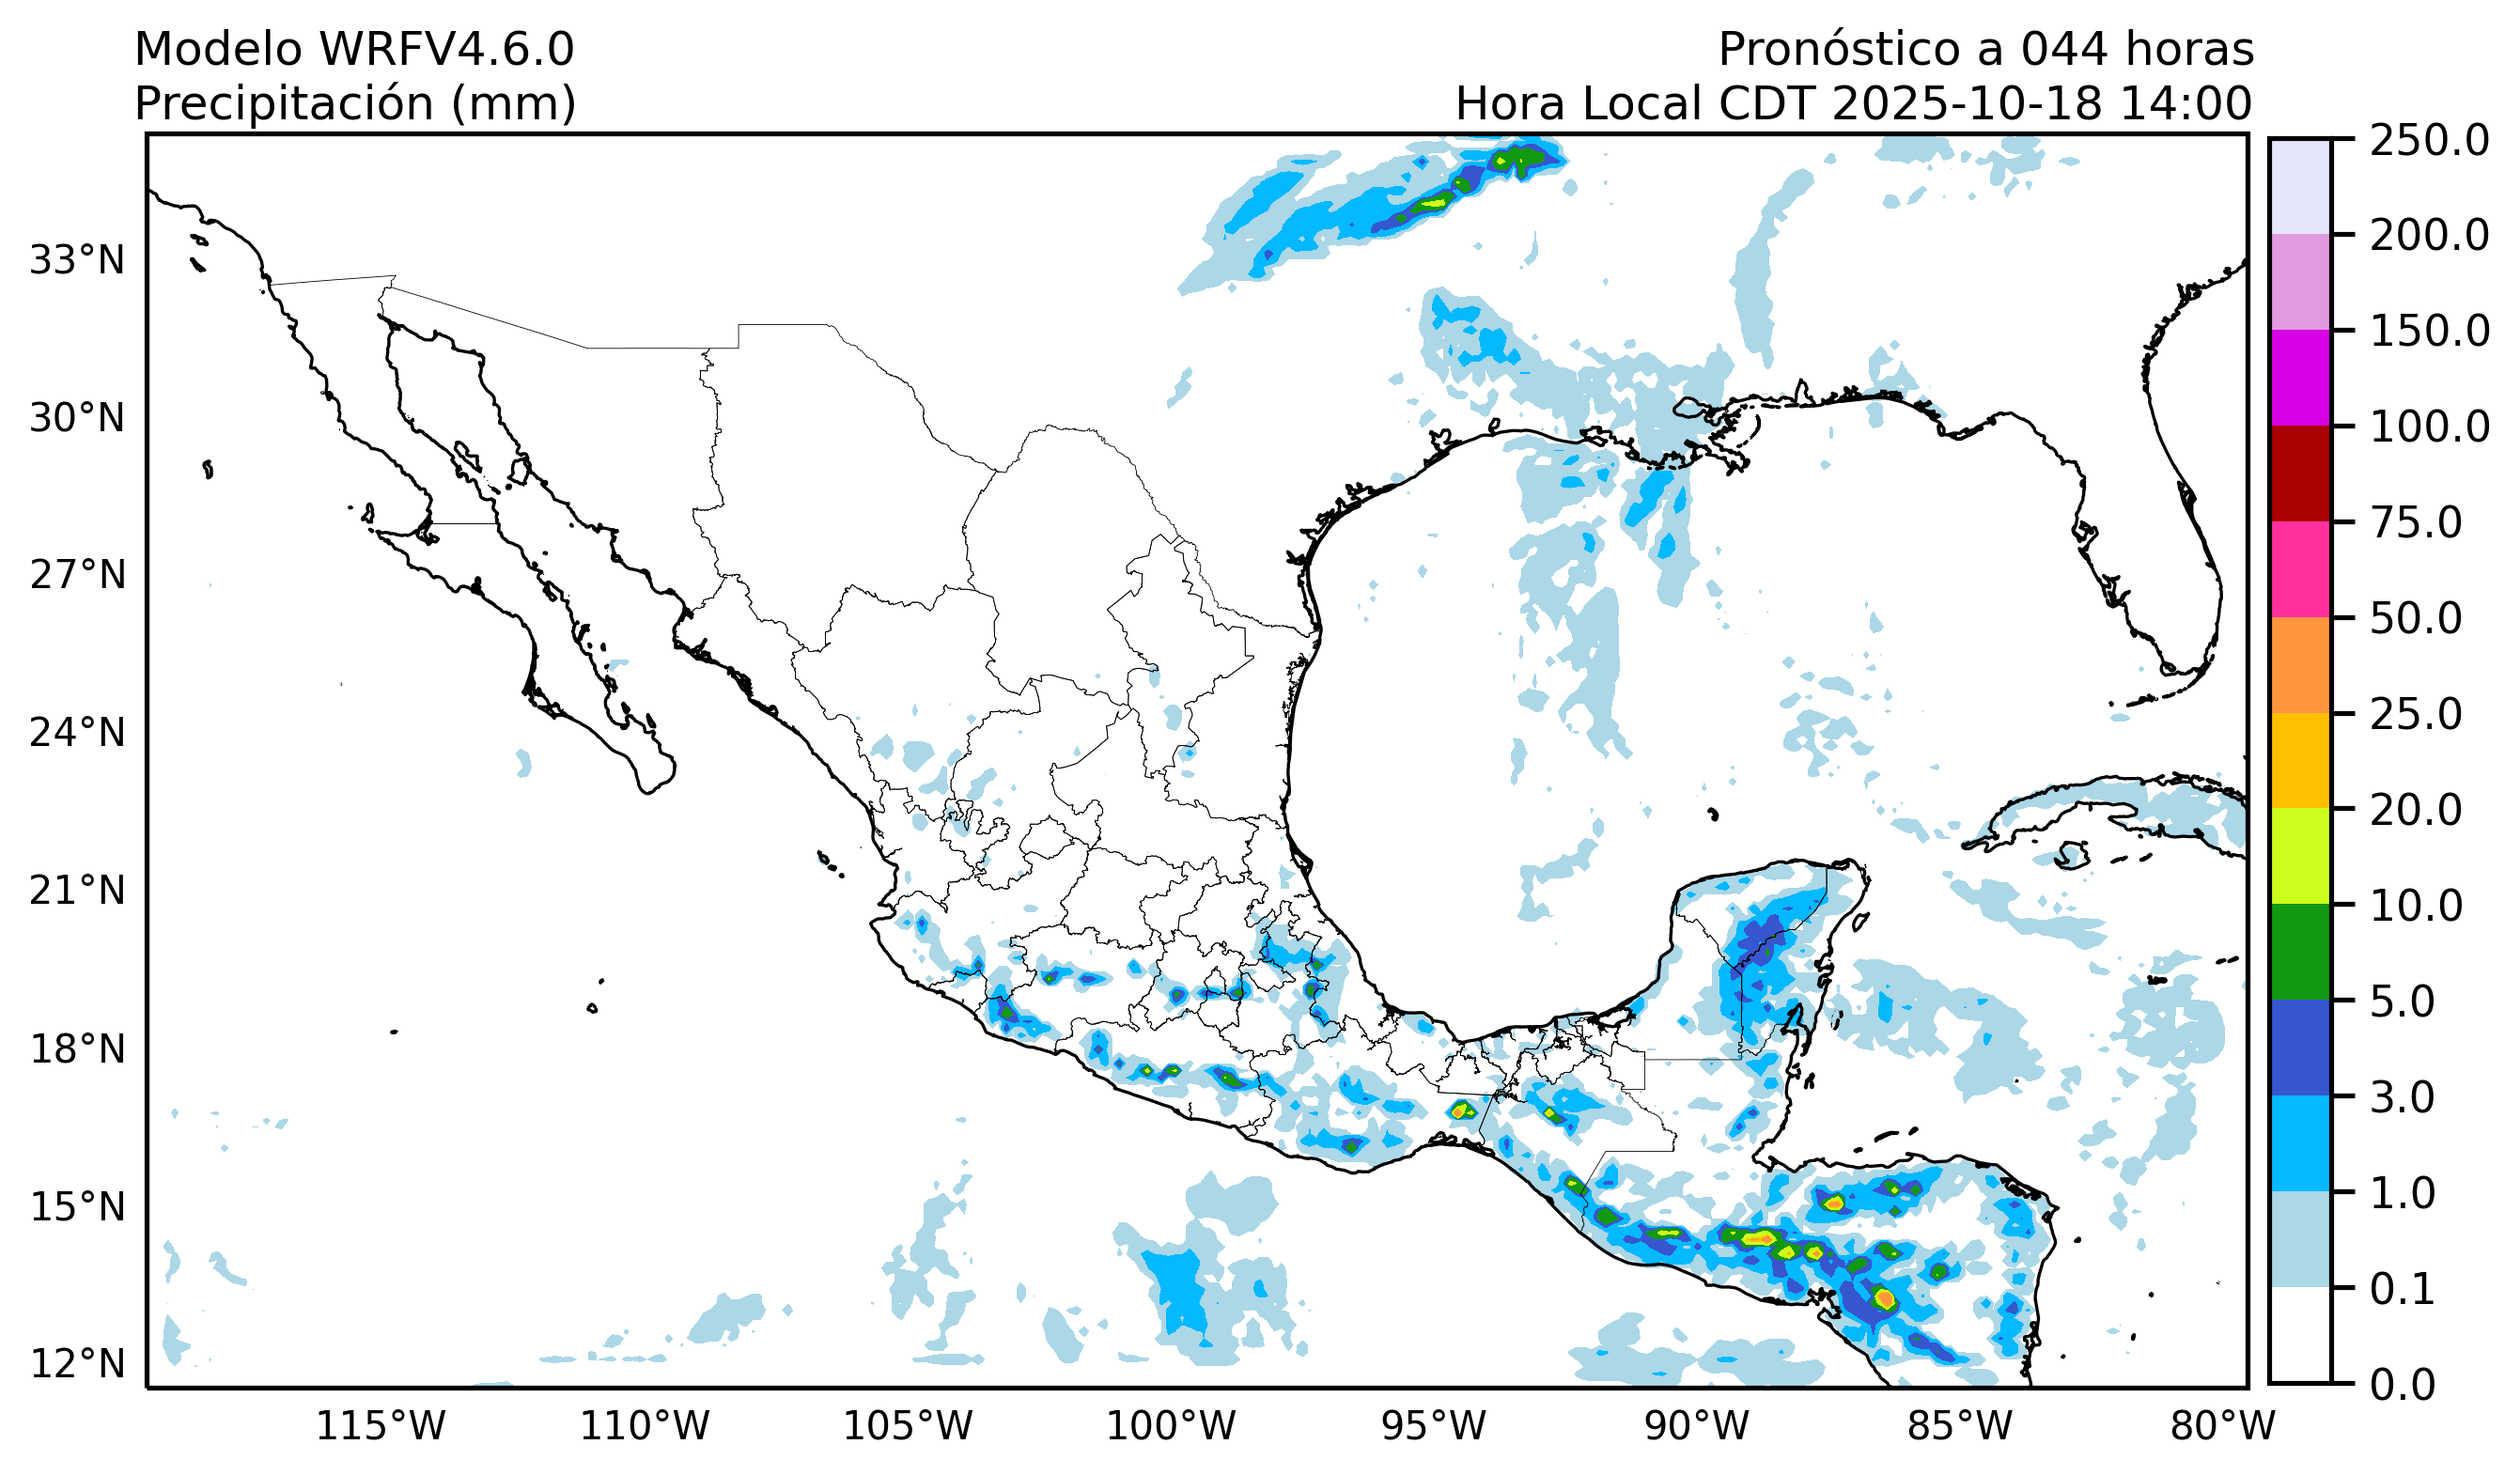 Modelo WRFV4.6.0
Precipitación (mm)
Pronóstico a 044 horas
Hora Local CDT 2025-10-18 14:00
33°N
30°N
27°N
24°N
21°N
18°N
15°N
12°N
115°W
110°W
105°W
100°W
95°W
90°W
85°W
80°W
250.0
200.0
150.0
100.0
75.0
50.0
25.0
20.0
10.0
5.0
3.0
1.0
0.1
0.0